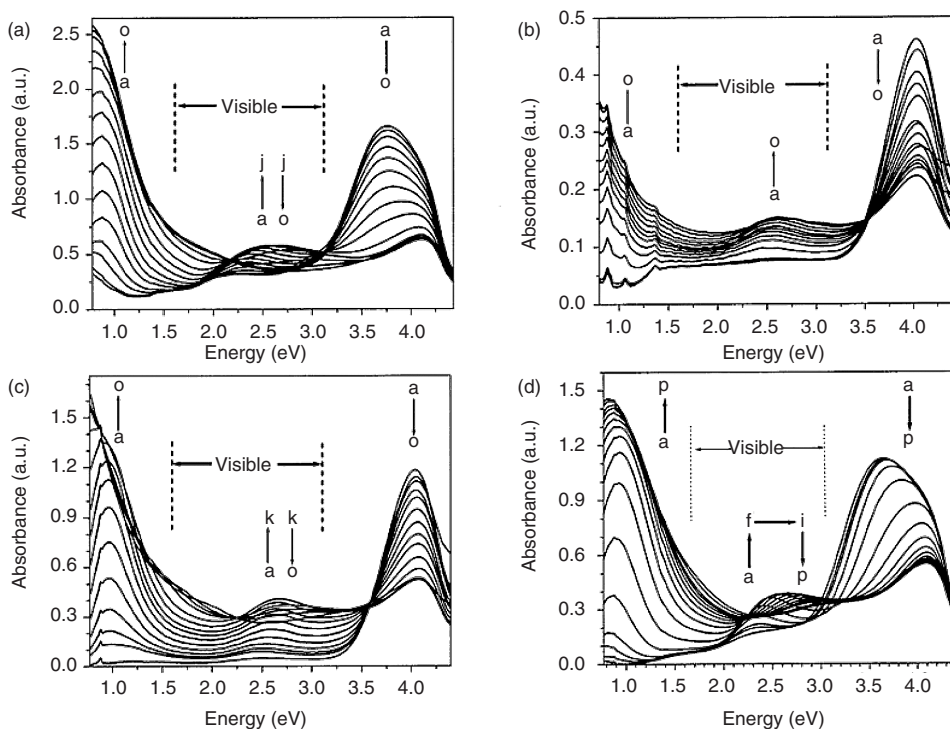 (a)
Absorbance (a.u.)
2.5
2.0
1.5
1.0
0.5
0.0
o
a
Visible
a
o
j j
a o
1.0 1.5 2.0 2.5 3.0 3.5 4.0
Energy (eV)
(b)
Absorbance (a.u.)
0.5
0.4
0.3
0.2
0.1
0.0
o
a
Visible
a
o
o
a
1.0 1.5 2.0 2.5 3.0 3.5 4.0
Energy (eV)
(c)
Absorbance (a.u.)
1.5
1.2
0.9
0.6
0.3
0.0
o
a
Visible
a
o
k k
a o
1.0 1.5 2.0 2.5 3.0 3.5 4.0
Energy (eV)
(d)
Absorbance (a.u.)
1.5
1.2
0.9
0.6
0.3
0.0
p
a
Visible
a
p
f i
a p
1.0 1.5 2.0 2.5 3.0 3.5 4.0
Energy (eV)